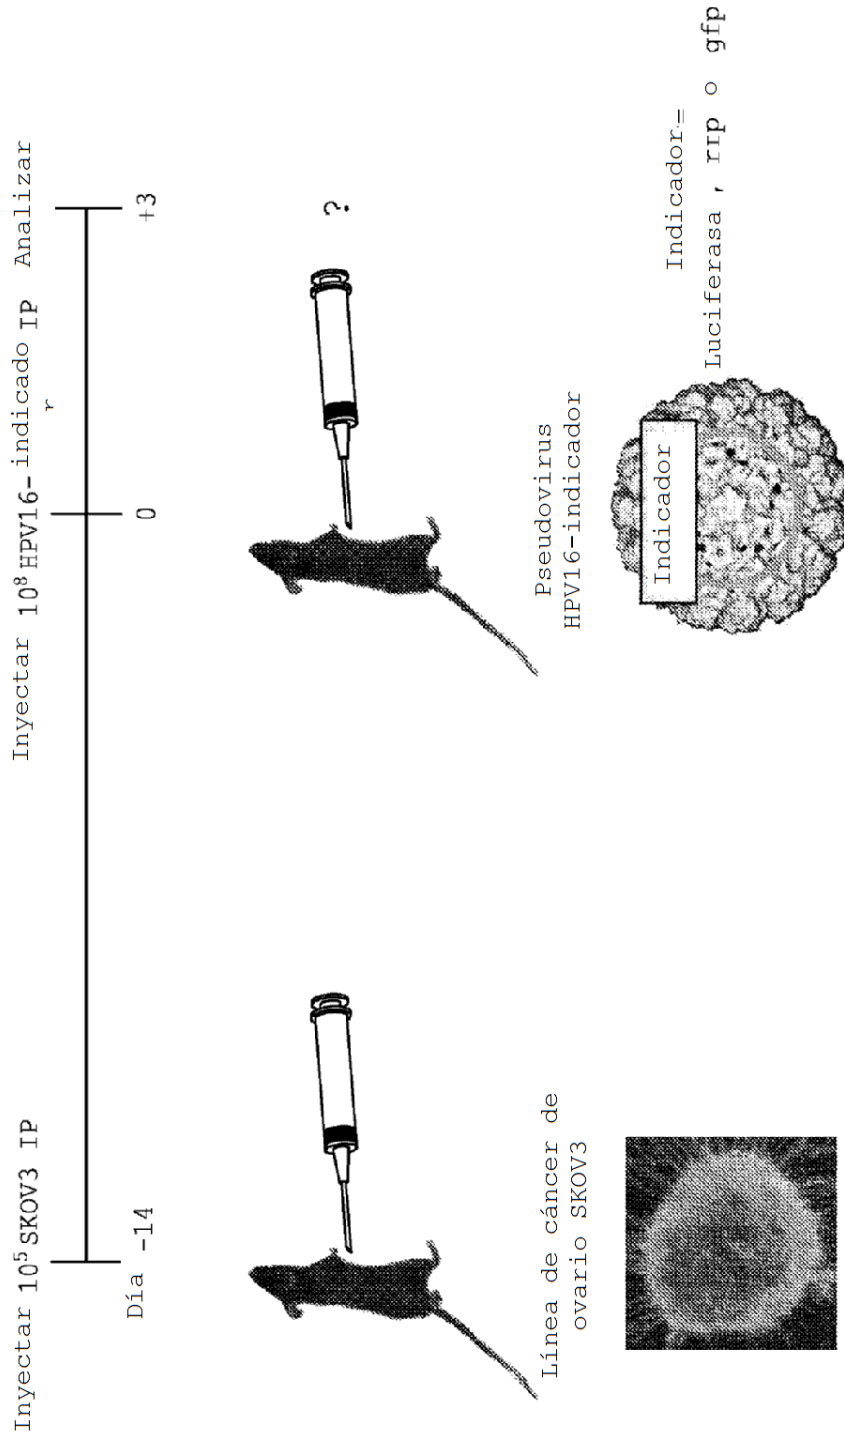 Inyectar 10⁵ SKOV3 IP
Inyectar 10⁸ HPV16-indicado IP
r
Analizar
Día -14
0
+3
?
Línea de cáncer de
ovario SKOV3
Pseudovirus
HPV16-indicador
Indicador
Indicador=
Luciferasa, rfp o gfp